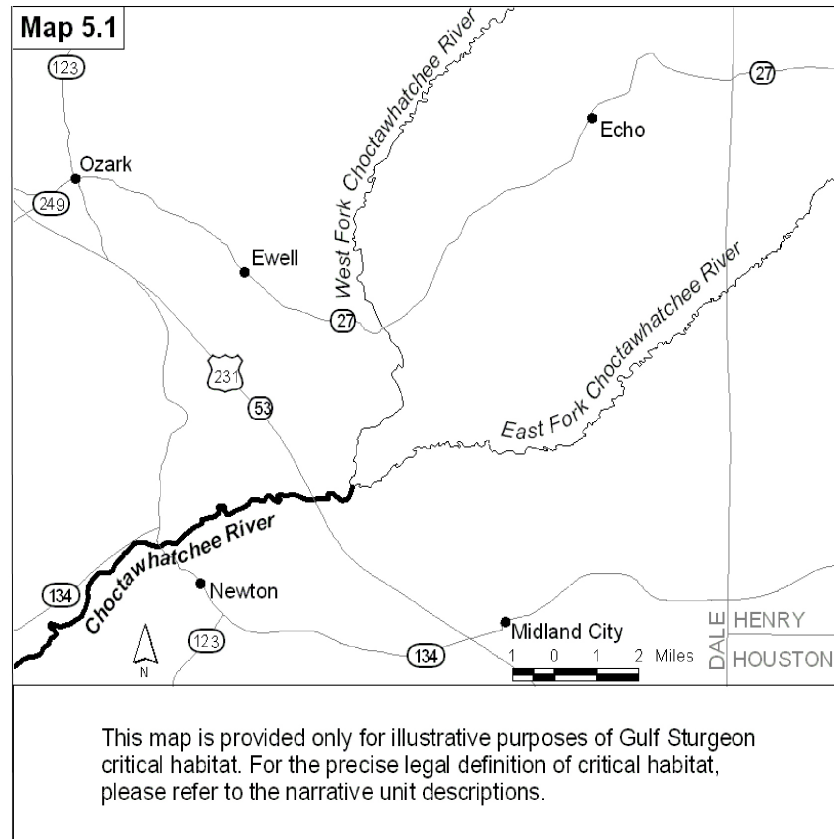 Map 5.1
123
West Fork Choctawhatchee River
27
Echo
Ozark
249
Ewell
27
East Fork Choctawhatchee River
231
53
Choctawhatchee River
134
Newton
123
N
134
Midland City
1 0 1 2 Miles
DALE
HENRY
HOUSTON
This map is provided only for illustrative purposes of Gulf Sturgeon
critical habitat. For the precise legal definition of critical habitat,
please refer to the narrative unit descriptions.